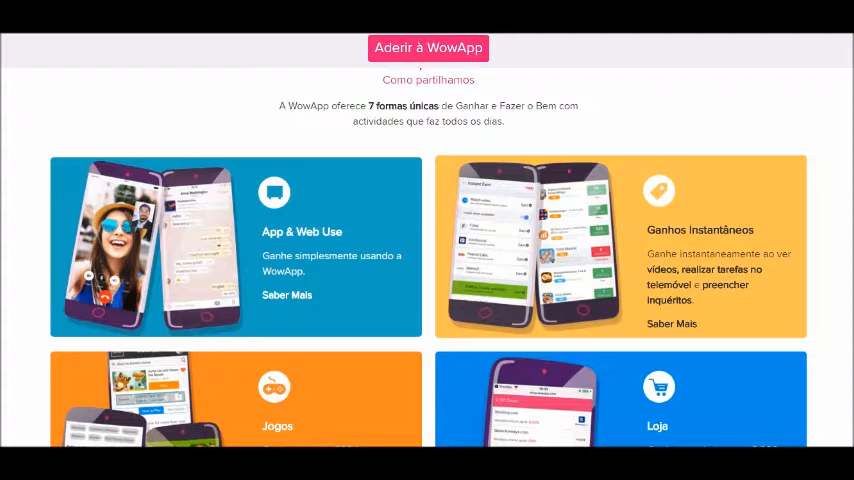 Aderir à WowApp
Como partilhamos
A WowApp oferece 7 formas únicas de Ganhar e Fazer o Bem com
actividades que faz todos os dias.
App & Web Use
Ganhe simplesmente usando a
WowApp.
Saber Mais
Instant Earn
Ganhos Instantâneos
Ganhe instantaneamente ao ver
vídeos, realizar tarefas no
telemóvel e preencher
inquéritos.
Saber Mais
Jogos
Loja